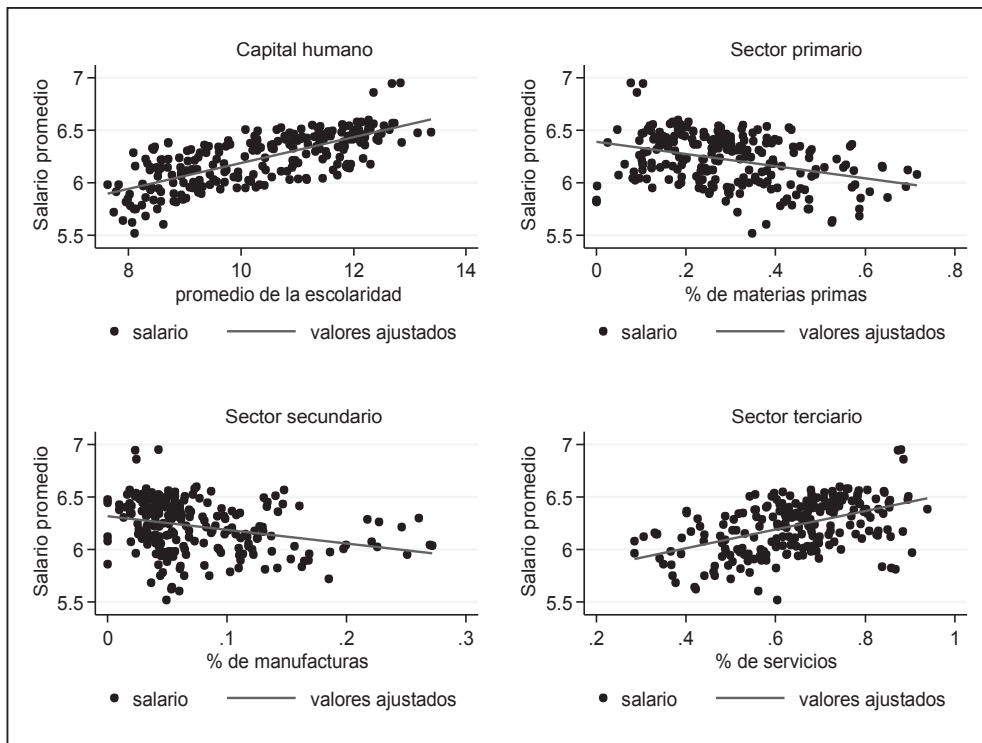 Capital humano
Salario promedio
7
6.5
6
5.5
8 10 12 14
promedio de la escolaridad
salario valores ajustados
Sector primario
Salario promedio
7
6.5
6
5.5
0 .2 .4 .6 .8
% de materias primas
salario valores ajustados
Sector secundario
Salario promedio
7
6.5
6
5.5
0 .1 .2 .3
% de manufacturas
salario valores ajustados
Sector terciario
Salario promedio
7
6.5
6
5.5
.2 .4 .6 .8 1
% de servicios
salario valores ajustados